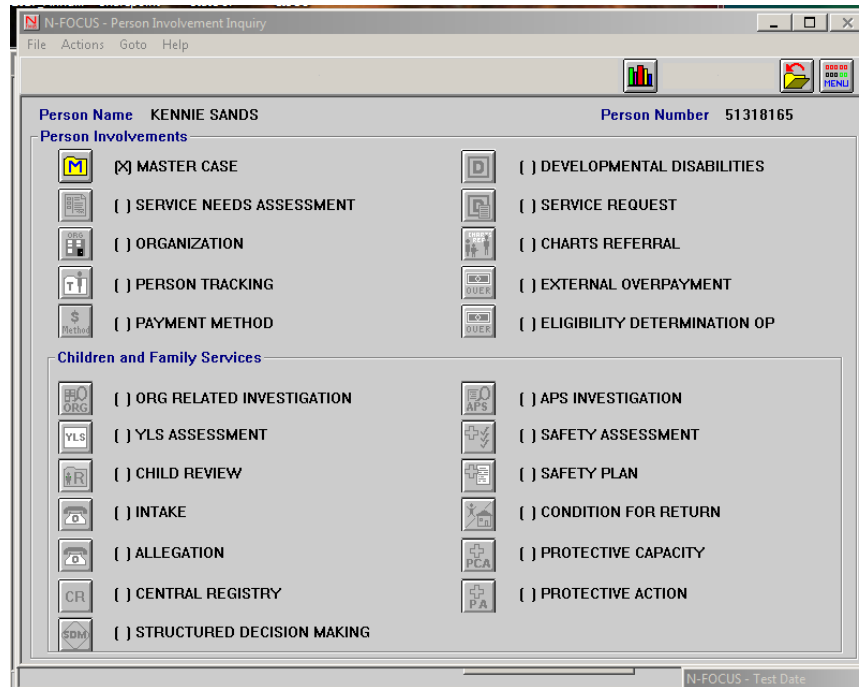 N-FOCUS - Person Involvement Inquiry
File Actions Goto Help
MENU
Person Name KENNIE SANDS Person Number 51318165
Person Involvements
M (X) MASTER CASE D ( ) DEVELOPMENTAL DISABILITIES
( ) SERVICE NEEDS ASSESSMENT ( ) SERVICE REQUEST
ORG ( ) ORGANIZATION ( ) CHARTS REFERRAL
T ( ) PERSON TRACKING OVER ( ) EXTERNAL OVERPAYMENT
$ Method ( ) PAYMENT METHOD OVER ( ) ELIGIBILITY DETERMINATION OP
Children and Family Services
ORG ( ) ORG RELATED INVESTIGATION APS ( ) APS INVESTIGATION
YLS ( ) YLS ASSESSMENT ( ) SAFETY ASSESSMENT
R ( ) CHILD REVIEW ( ) SAFETY PLAN
( ) INTAKE ( ) CONDITION FOR RETURN
( ) ALLEGATION PCA ( ) PROTECTIVE CAPACITY
CR ( ) CENTRAL REGISTRY PA ( ) PROTECTIVE ACTION
SDM ( ) STRUCTURED DECISION MAKING
N-FOCUS - Test Date